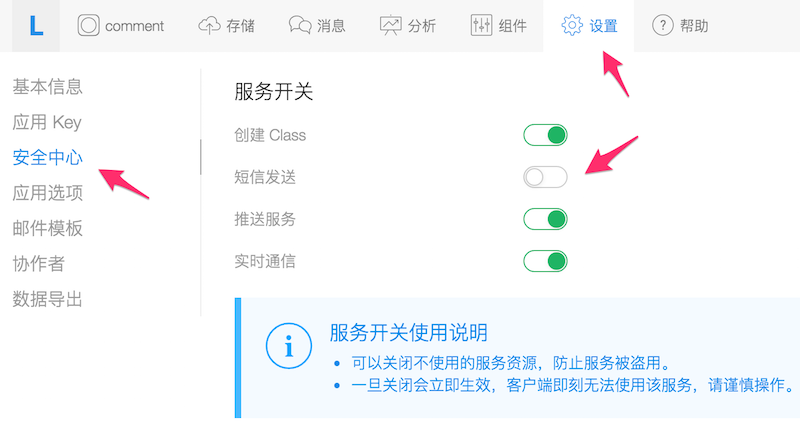 L comment 存储 消息 分析 组件 设置 ? 帮助
基本信息
应用 Key
安全中心
应用选项
邮件模板
协作者
数据导出
服务开关
创建 Class
短信发送
推送服务
实时通信
i 服务开关使用说明
• 可以关闭不使用的服务资源，防止服务被盗用。
• 一旦关闭会立即生效，客户端即刻无法使用该服务，请谨慎操作。